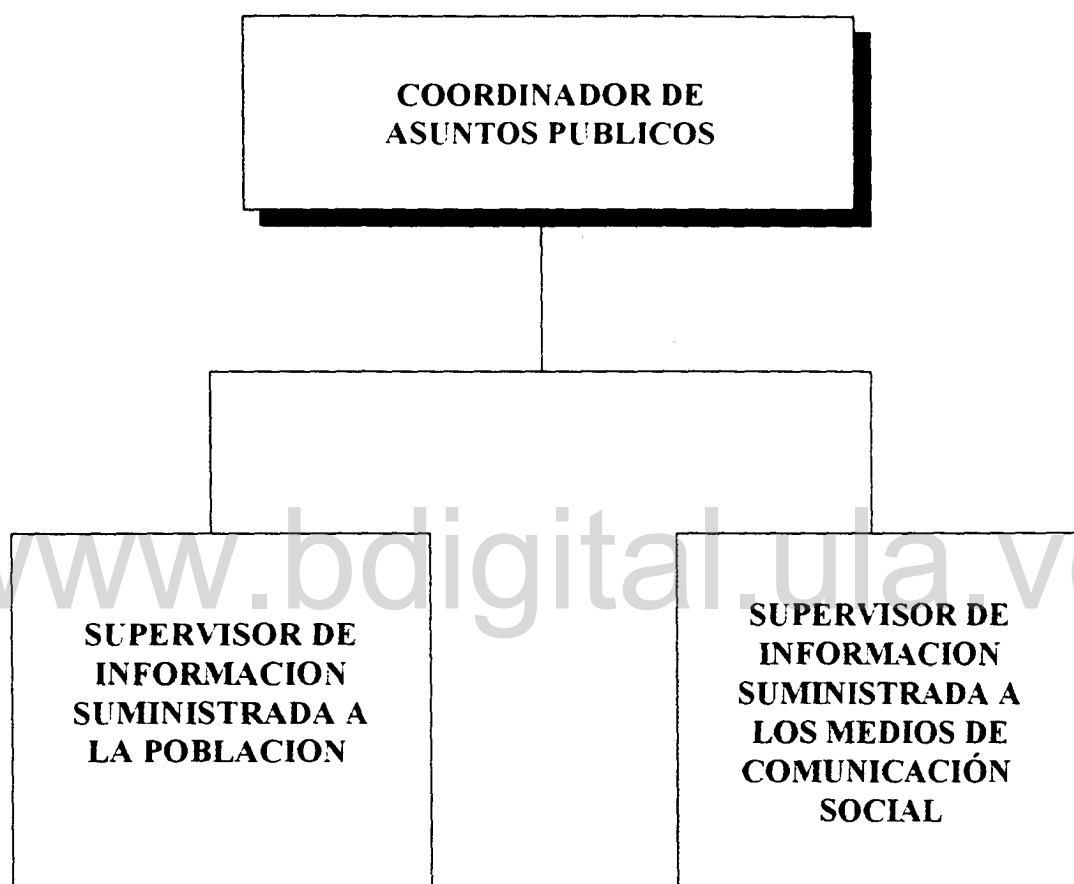 COORDINADOR DE
ASUNTOS PUBLICOS
www.bdigital.ula.ve
SUPERVISOR DE
INFORMACION
SUMINISTRADA A
LA POBLACION
SUPERVISOR DE
INFORMACION
SUMINISTRADA A
LOS MEDIOS DE
COMUNICACIÓN
SOCIAL